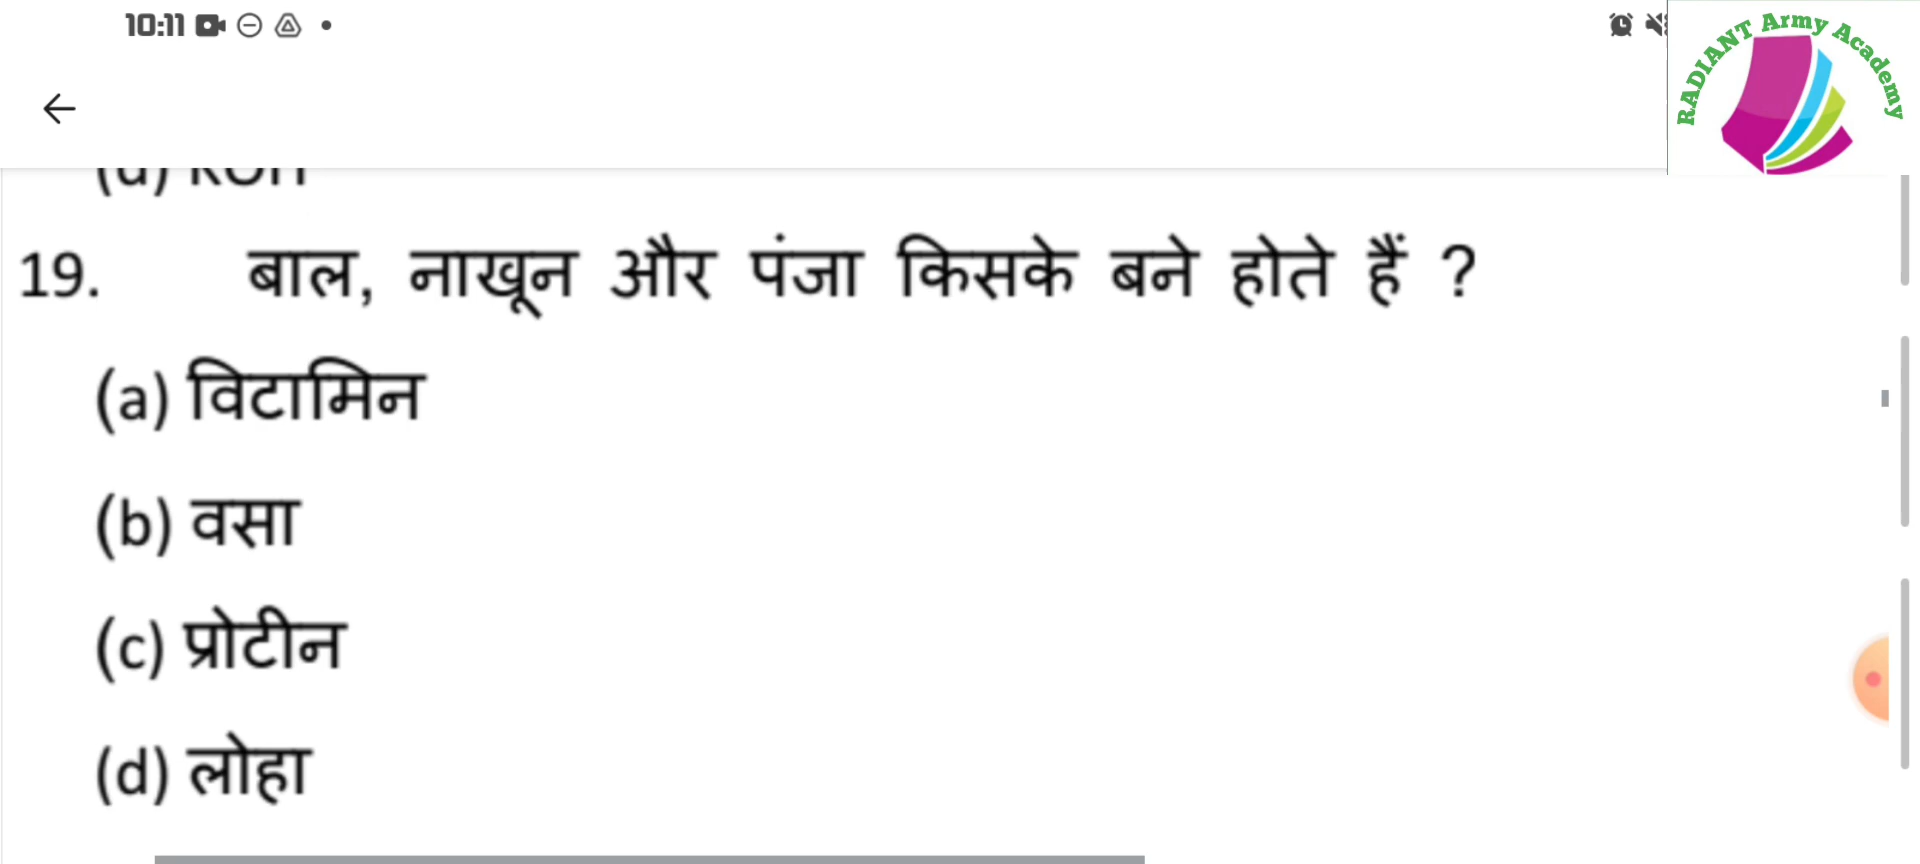 10:11
RADIANT Army Academy
19. बाल, नाखून और पंजा किसके बने होते हैं ?
(a) विटामिन
(b) वसा
(c) प्रोटीन
(d) लोहा